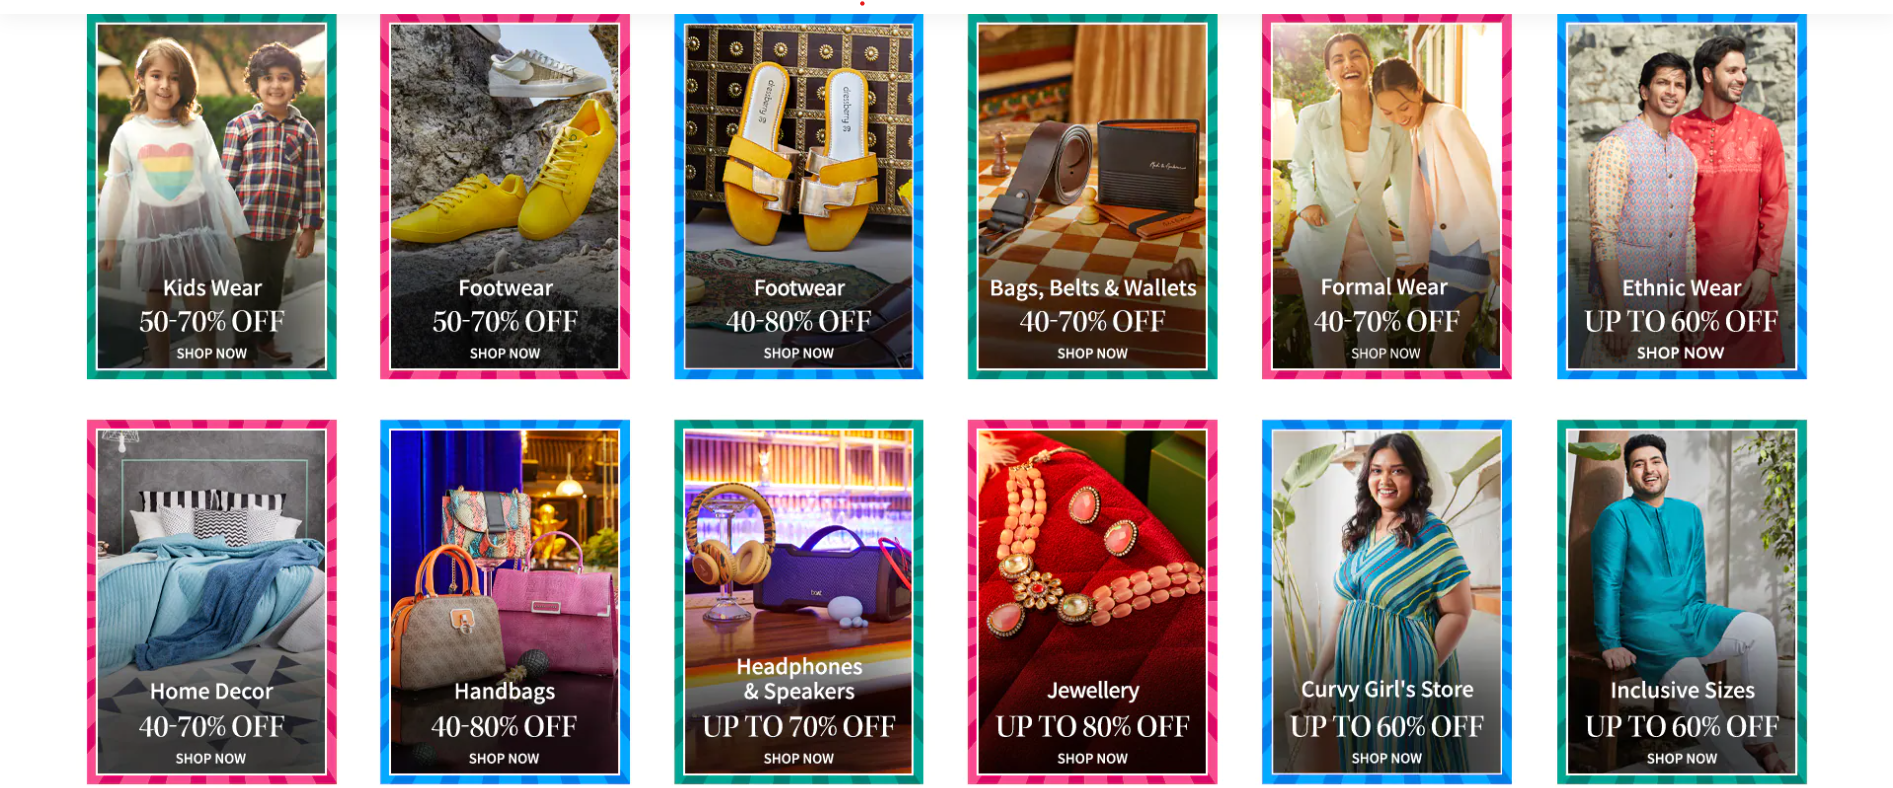 Kids Wear
50-70% OFF
SHOP NOW
Footwear
50-70% OFF
SHOP NOW
dressberry
dressberry
Footwear
40-80% OFF
SHOP NOW
Bags, Belts & Wallets
40-70% OFF
SHOP NOW
Formal Wear
40-70% OFF
SHOP NOW
Ethnic Wear
UP TO 60% OFF
SHOP NOW
Home Decor
40-70% OFF
SHOP NOW
Handbags
40-80% OFF
SHOP NOW
boAt
Headphones
& Speakers
UP TO 70% OFF
SHOP NOW
Jewellery
UP TO 80% OFF
SHOP NOW
Curvy Girl's Store
UP TO 60% OFF
SHOP NOW
Inclusive Sizes
UP TO 60% OFF
SHOP NOW